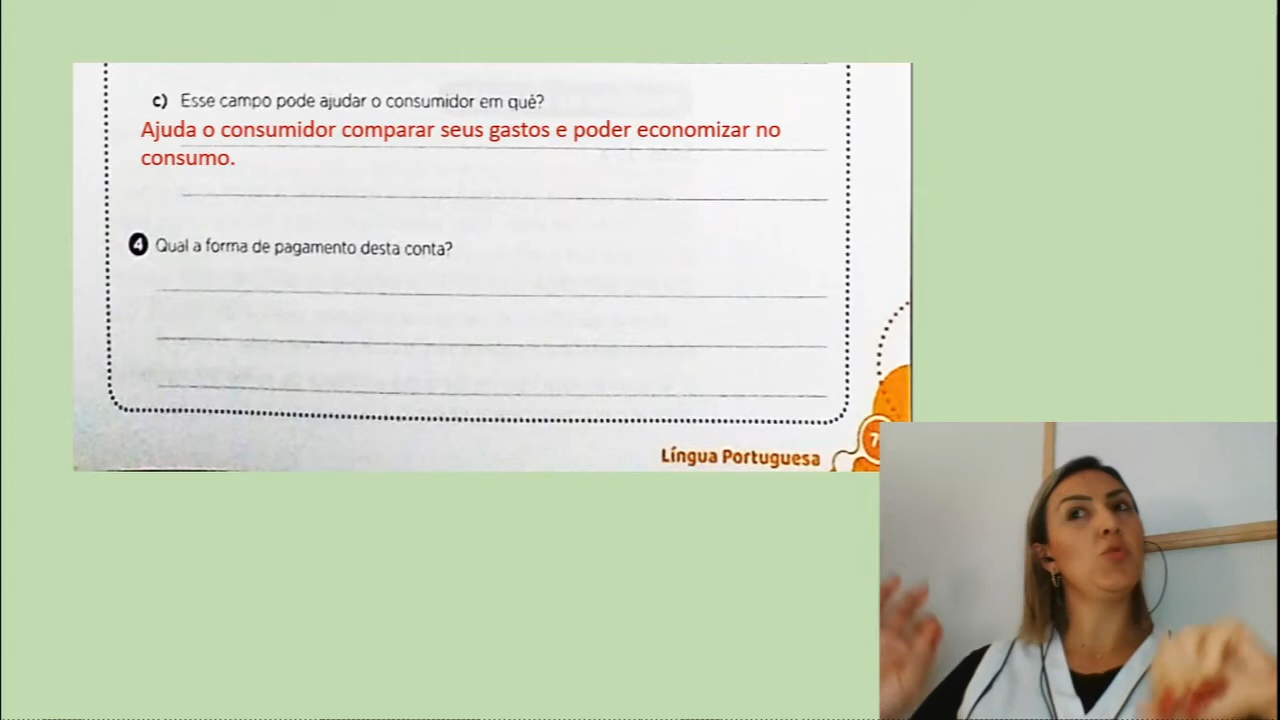 c) Esse campo pode ajudar o consumidor em quê?
Ajuda o consumidor comparar seus gastos e poder economizar no
consumo.
4 Qual a forma de pagamento desta conta?
Língua Portuguesa